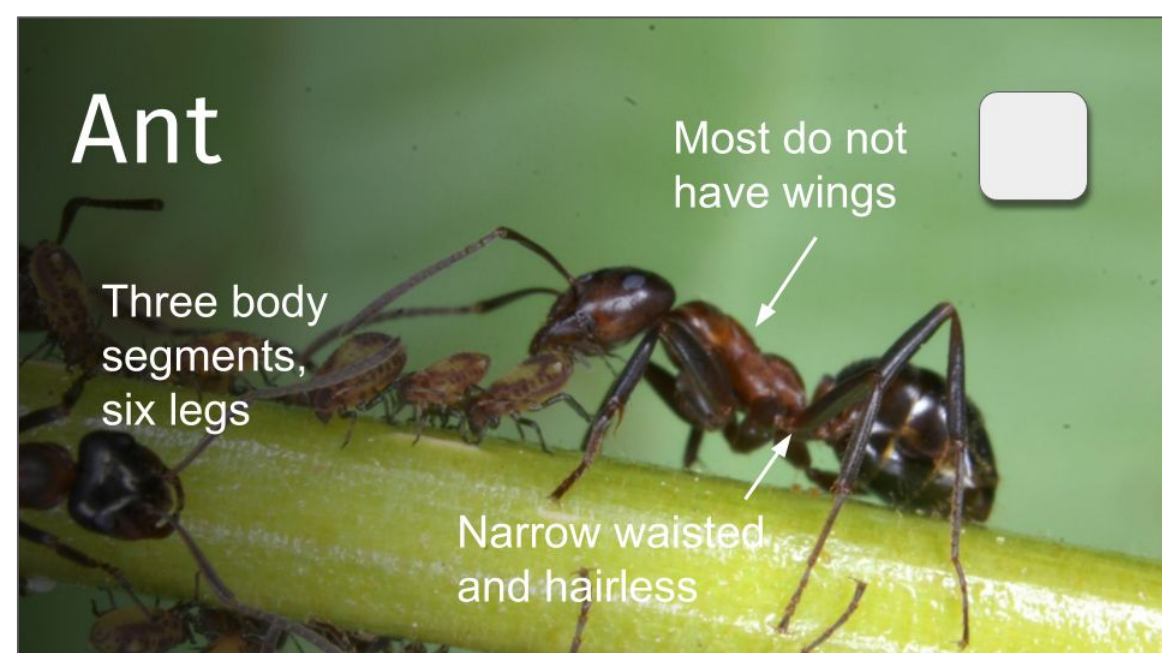 Ant
Most do not
have wings
Three body
segments,
six legs
Narrow waisted
and hairless